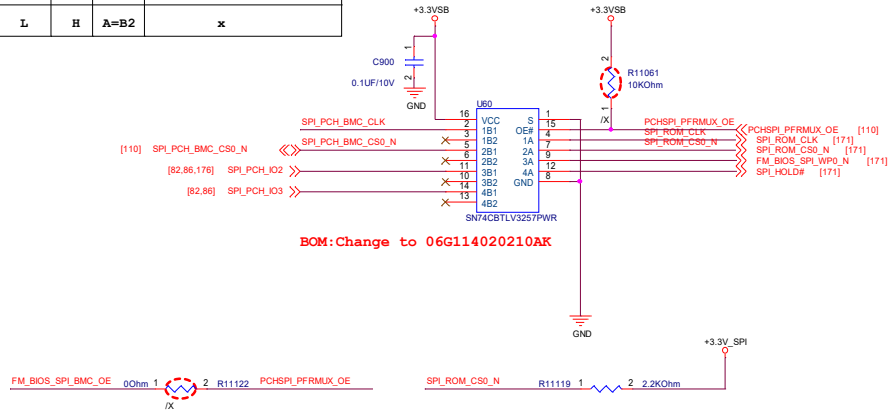 L H A=B2 x
+3.3VSB
+3.3VSB
1
C900
2
0.1UF/10V
GND
2
R11061
10KOhm
1
/X
U60
16 VCC S 1
2 1B1 OE# 15
3 1B2 1A 4
5 2B1 2A 7
6 2B2 3A 9
11 3B1 4A 12
10 3B2 GND 8
14 4B1
13 4B2
SN74CBTLV3257PWR
SPI_PCH_BMC_CLK
SPI_PCH_BMC_CS0_N
[110] SPI_PCH_BMC_CS0_N
[82,86,176] SPI_PCH_IO2
[82,86] SPI_PCH_IO3
PCHSPI_PFRMUX_OE
SPI_ROM_CLK
SPI_ROM_CS0_N
PCHSPI_PFRMUX_OE [110]
SPI_ROM_CLK [171]
SPI_ROM_CS0_N [171]
FM_BIOS_SPI_WP0_N [171]
SPI_HOLD# [171]
BOM:Change to 06G114020210AK
GND
+3.3V_SPI
FM_BIOS_SPI_BMC_OE 0Ohm 1 2 R11122 PCHSPI_PFRMUX_OE
/X
SPI_ROM_CS0_N R11119 1 2 2.2KOhm